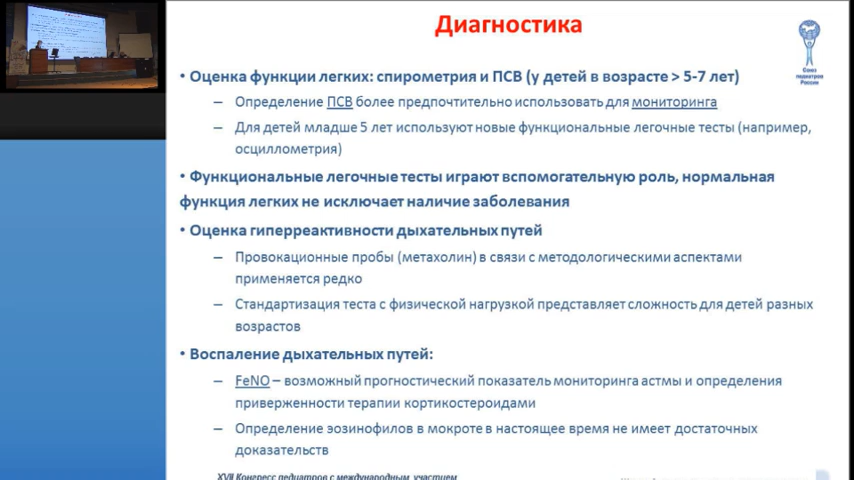 Диагностика
Союз
педиатров
России
• Оценка функции легких: спирометрия и ПСВ (у детей в возрасте > 5-7 лет)
– Определение ПСВ более предпочтительно использовать для мониторинга
– Для детей младше 5 лет используют новые функциональные легочные тесты (например,
осциллометрия)
• Функциональные легочные тесты играют вспомогательную роль, нормальная
функция легких не исключает наличие заболевания
• Оценка гиперреактивности дыхательных путей
– Провокационные пробы (метахолин) в связи с методологическими аспектами
применяется редко
– Стандартизация теста с физической нагрузкой представляет сложность для детей разных
возрастов
• Воспаление дыхательных путей:
– FeNO – возможный прогностический показатель мониторинга астмы и определения
приверженности терапии кортикостероидами
– Определение эозинофилов в мокроте в настоящее время не имеет достаточных
доказательств
XVII Конгресс педиатров с международным участием